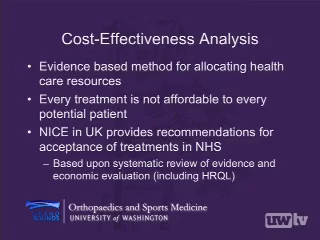 Cost-Effectiveness Analysis
• Evidence based method for allocating health
care resources
• Every treatment is not affordable to every
potential patient
• NICE in UK provides recommendations for
acceptance of treatments in NHS
– Based upon systematic review of evidence and
economic evaluation (including HRQL)
Orthopaedics and Sports Medicine
UNIVERSITY of WASHINGTON
uwtv